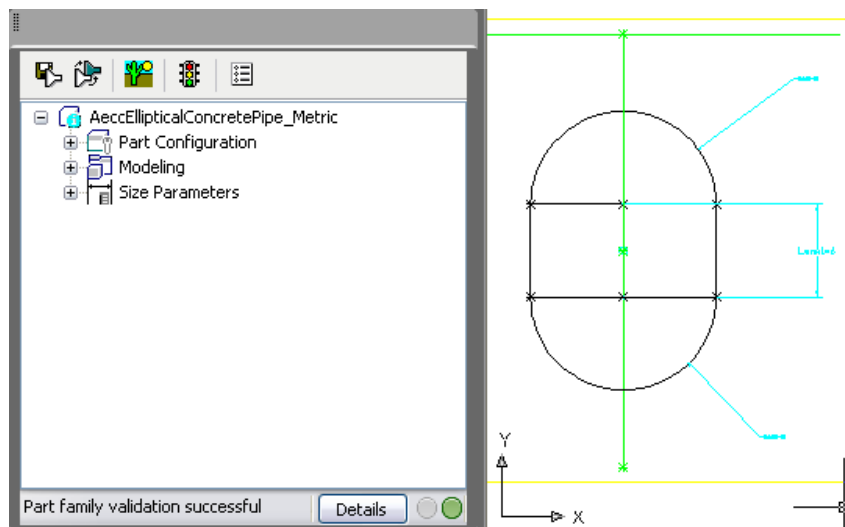 AeccEllipticalConcretePipe_Metric
Part Configuration
Modeling
Size Parameters
Part family validation successful
Details
Y
X